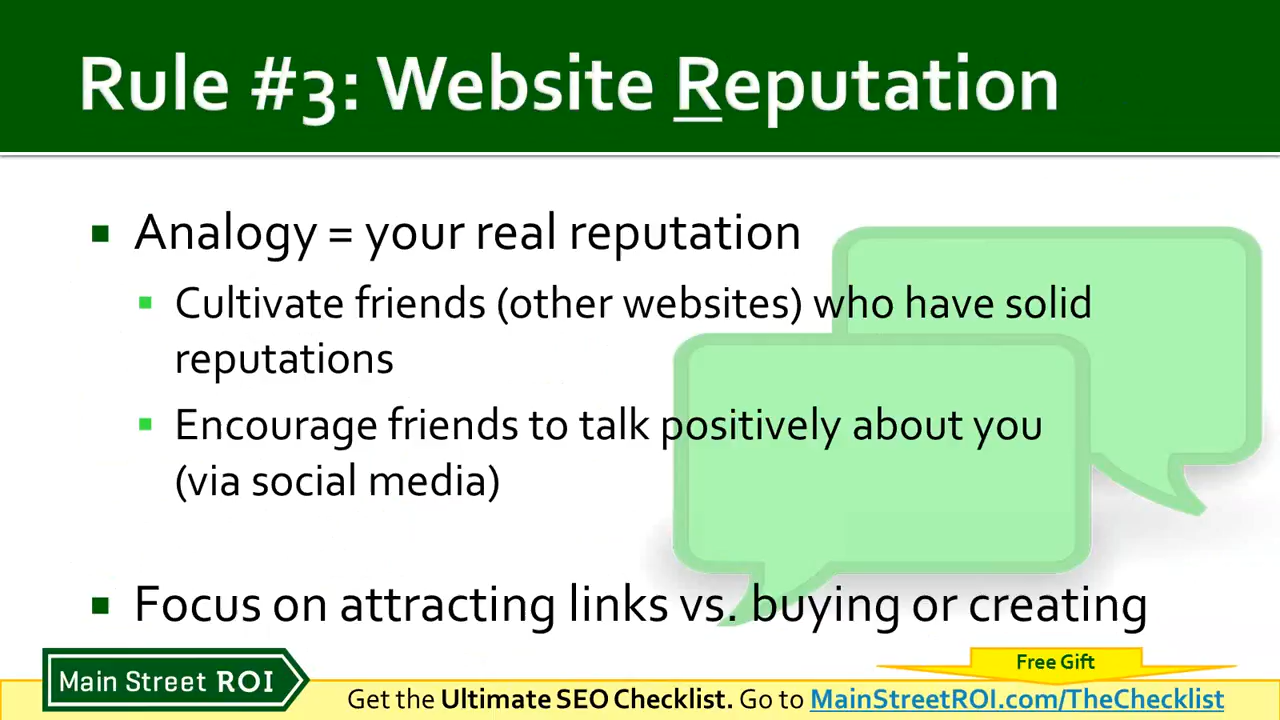 Rule #3: Website Reputation
Analogy = your real reputation
Cultivate friends (other websites) who have solid
reputations
Encourage friends to talk positively about you
(via social media)
Focus on attracting links vs. buying or creating
Free Gift
Main Street ROI
Get the Ultimate SEO Checklist. Go to MainStreetROI.com/TheChecklist